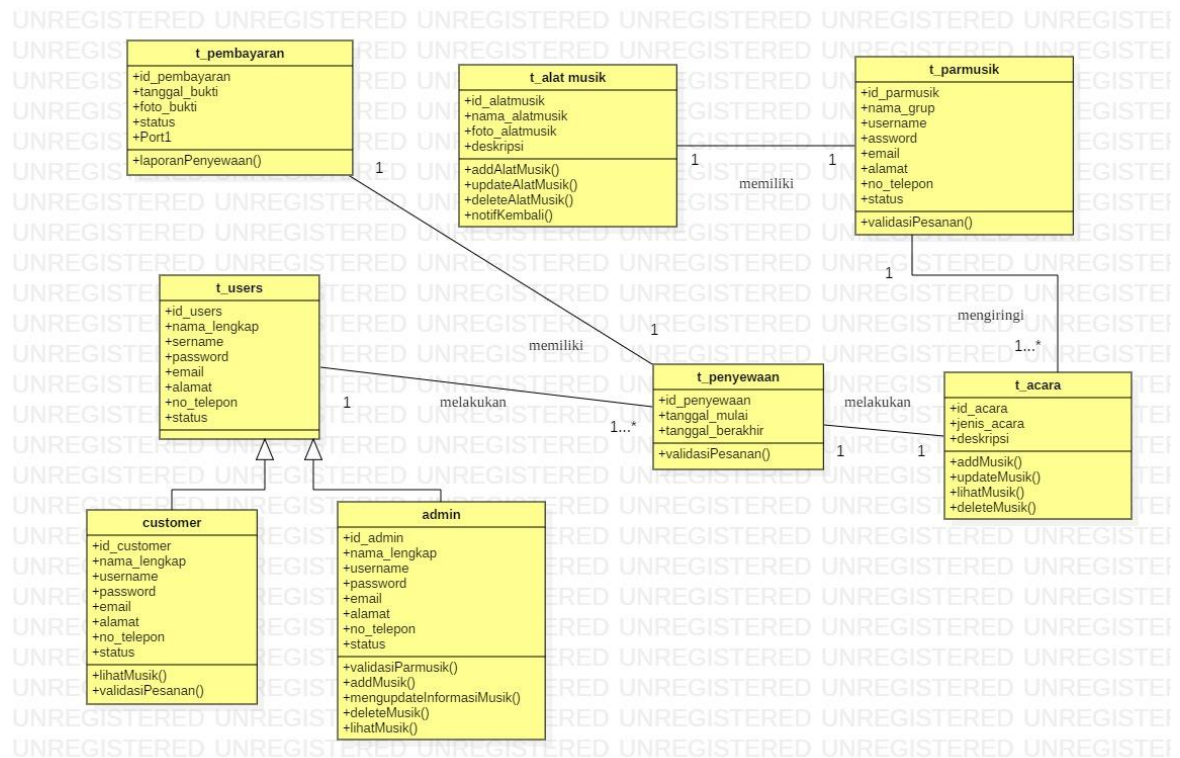 t_pembayaran
+id_pembayaran
+tanggal_bukti
+foto_bukti
+status
+Port1
+laporanPenyewaan()
t_alat musik
+id_alatmusik
+nama_alatmusik
+foto_alatmusik
+deskripsi
+addAlatMusik()
+updateAlatMusik()
+deleteAlatMusik()
+notifKembali()
t_parmusik
+id_parmusik
+nama_grup
+username
+assword
+email
+alamat
+no_telepon
+status
+validasiPesanan()
1
1
memiliki
1
1
mengiringi
1...*
t_users
+id_users
+nama_lengkap
+sername
+password
+email
+alamat
+no_telepon
+status
1
memiliki
1
melakukan
1...*
t_penyewaan
+id_penyewaan
+tanggal_mulai
+tanggal_berakhir
+validasiPesanan()
melakukan
1
1
t_acara
+id_acara
+jenis_acara
+deskripsi
+addMusik()
+updateMusik()
+lihatMusik()
+deleteMusik()
customer
+id_customer
+nama_lengkap
+username
+password
+email
+alamat
+no_telepon
+status
+lihatMusik()
+validasiPesanan()
admin
+id_admin
+nama_lengkap
+username
+password
+email
+alamat
+no_telepon
+status
+validasiParmusik()
+addMusik()
+mengupdateInformasiMusik()
+deleteMusik()
+lihatMusik()
UNREGISTERED